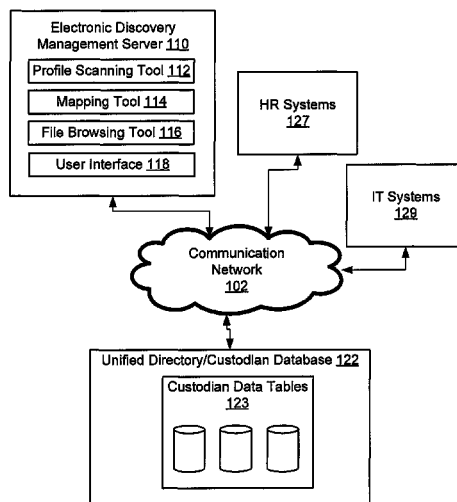 Electronic Discovery
Management Server 110
Profile Scanning Tool 112
Mapping Tool 114
File Browsing Tool 116
User Interface 118
HR Systems
127
IT Systems
129
Communication
Network
102
Unified Directory/Custodian Database 122
Custodian Data Tables
123